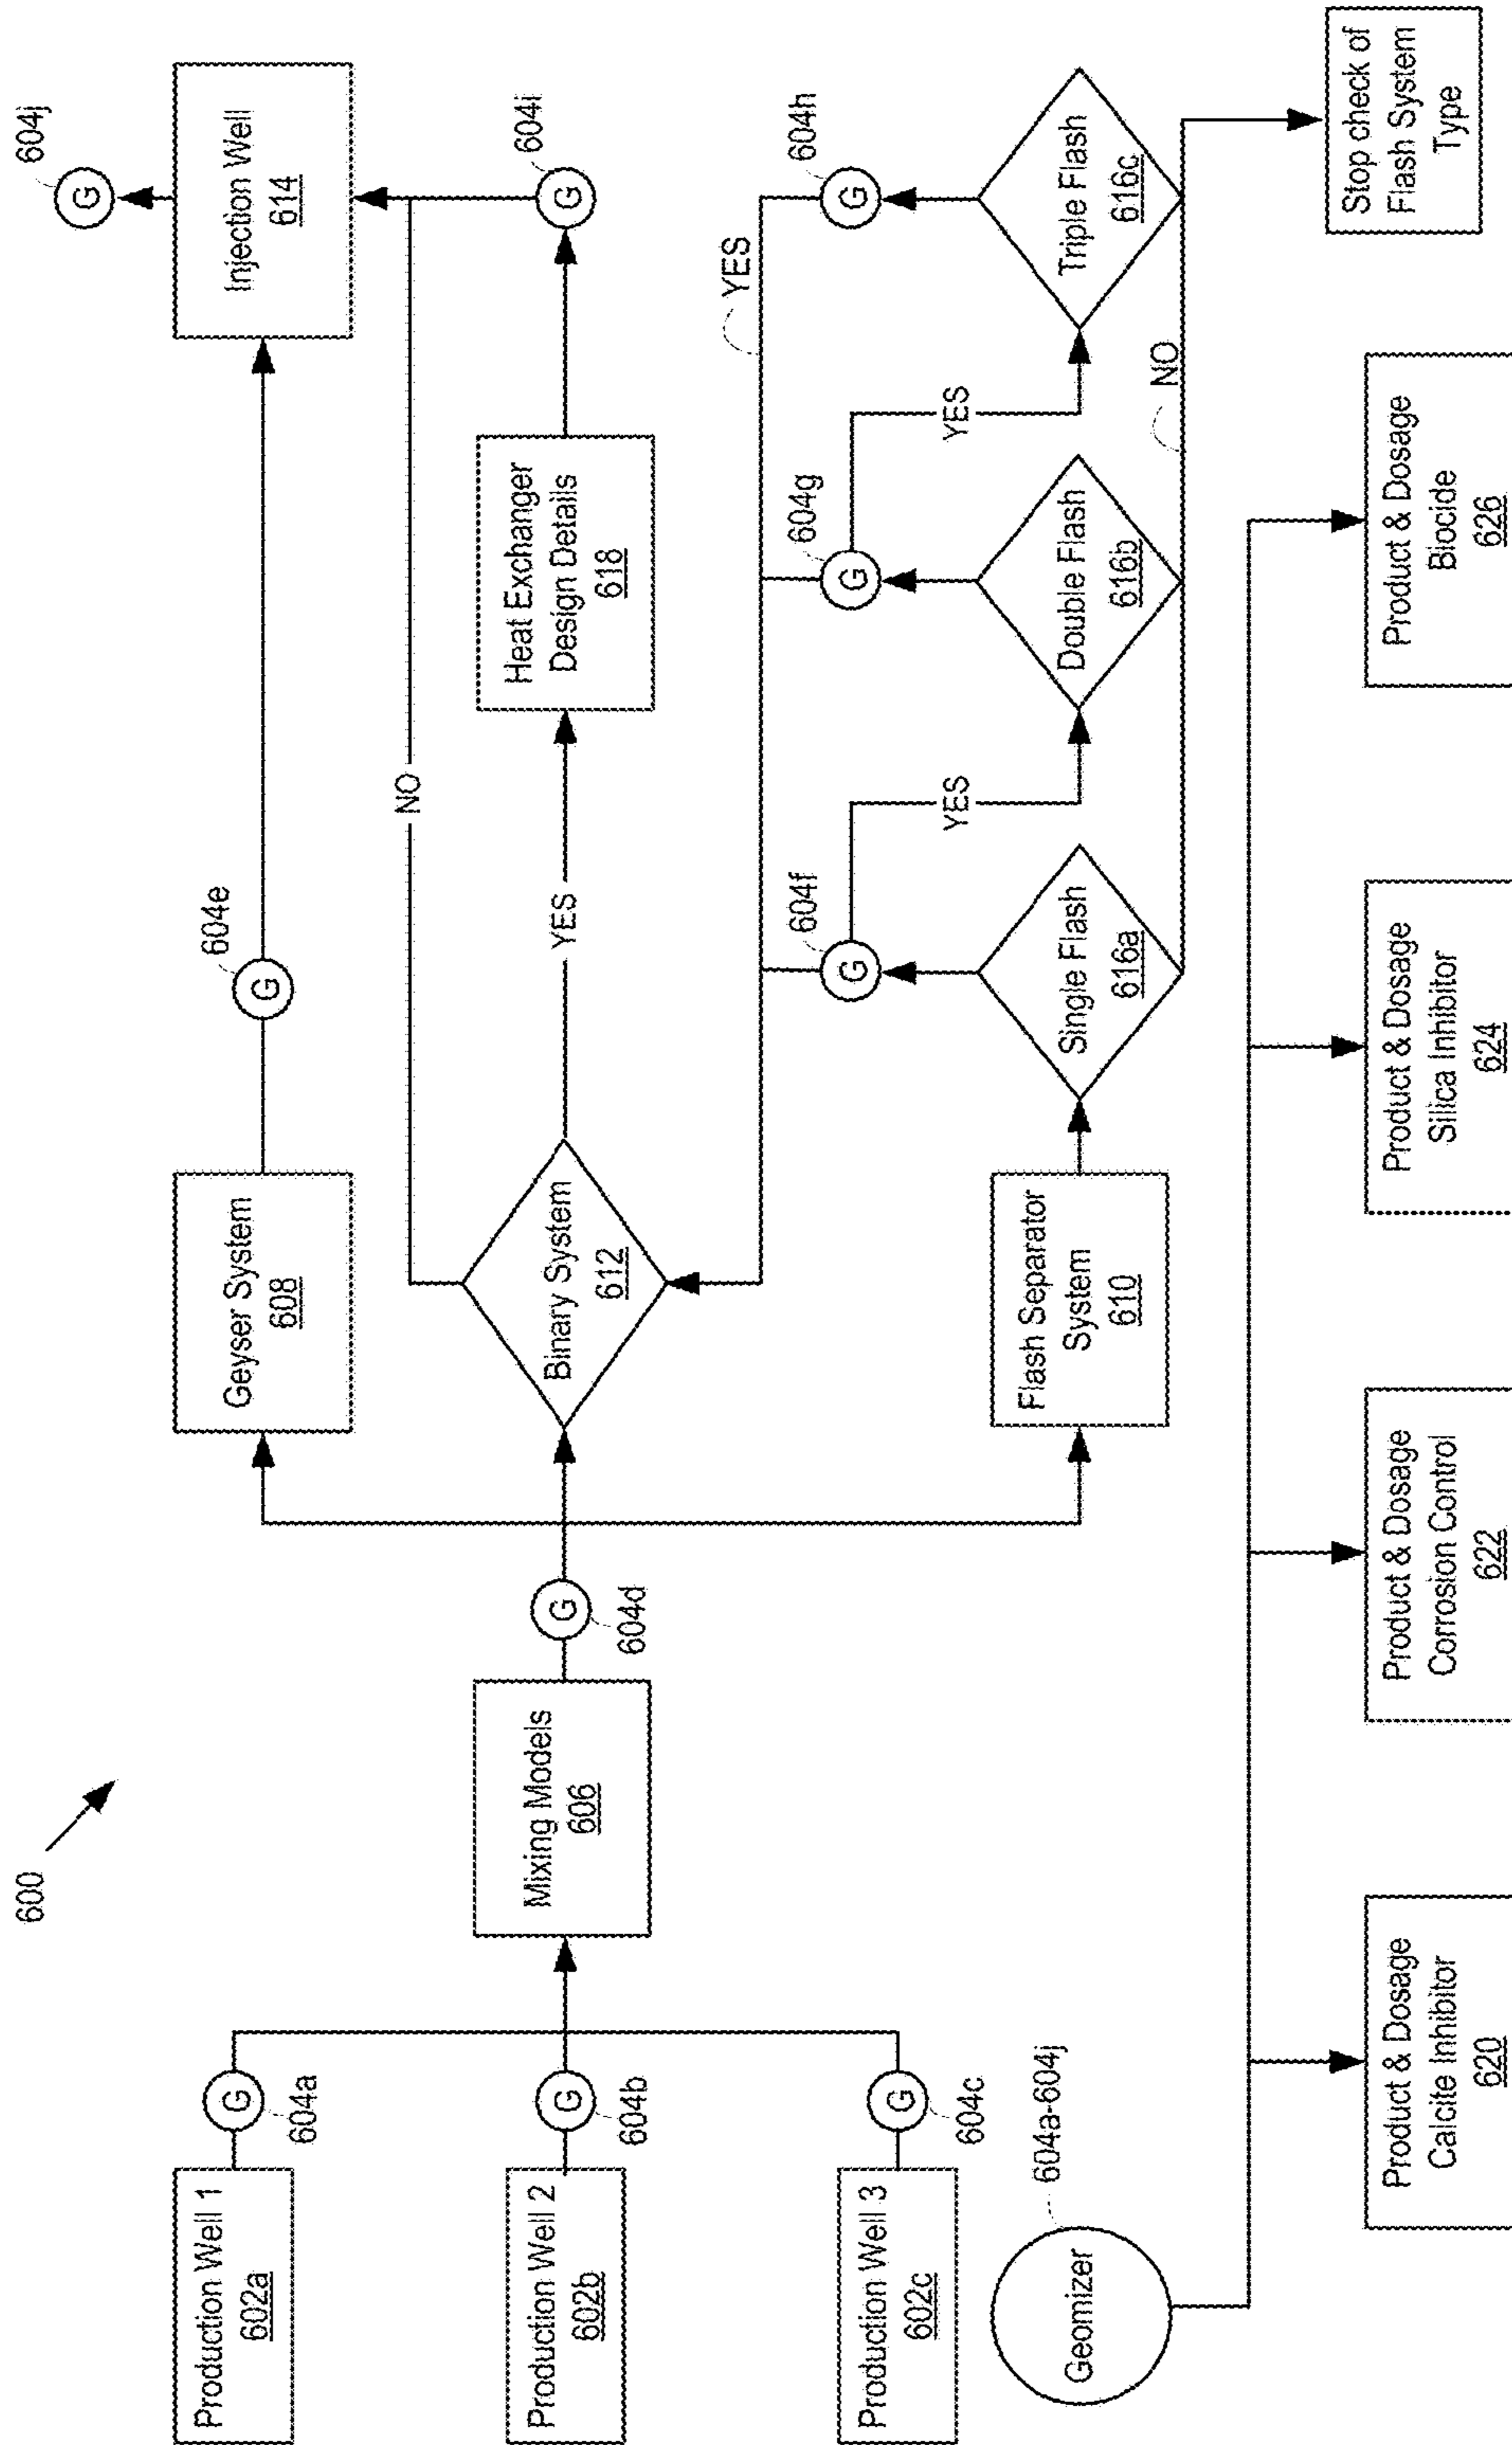 600
Production Well 1
602a
604a
G
Production Well 2
602b
604b
G
Production Well 3
602c
604c
G
Mixing Models
606
G
604d
Geyser System
608
G
604e
Injection Well
614
G
604j
Binary System
612
NO
YES
Heat Exchanger
Design Details
618
G
604i
Flash Separator
System
610
Single Flash
616a
G
604f
YES
Double Flash
616b
G
604g
YES
Triple Flash
616c
G
604h
YES
NO
Stop check of
Flash System
Type
Geomizer
604a-604j
Product & Dosage
Calcite Inhibitor
620
Product & Dosage
Corrosion Control
622
Product & Dosage
Silica Inhibitor
624
Product & Dosage
Biocide
626